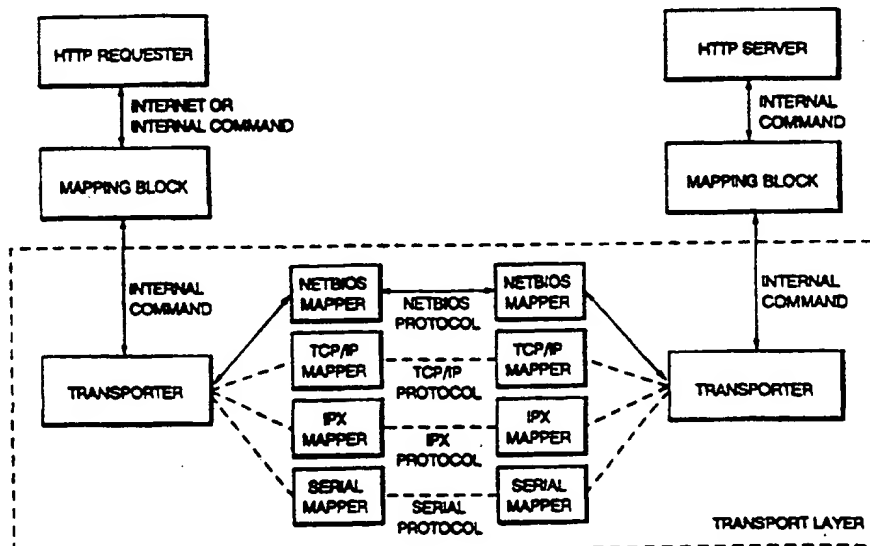 HTTP REQUESTER
HTTP SERVER
INTERNET OR
INTERNAL COMMAND
INTERNAL
COMMAND
MAPPING BLOCK
MAPPING BLOCK
INTERNAL
COMMAND
NETBIOS
MAPPER
NETBIOS
PROTOCOL
NETBIOS
MAPPER
INTERNAL
COMMAND
TRANSPORTER
TCP/IP
MAPPER
TCP/IP
PROTOCOL
TCP/IP
MAPPER
TRANSPORTER
IPX
MAPPER
IPX
PROTOCOL
IPX
MAPPER
SERIAL
MAPPER
SERIAL
PROTOCOL
SERIAL
MAPPER
TRANSPORT LAYER